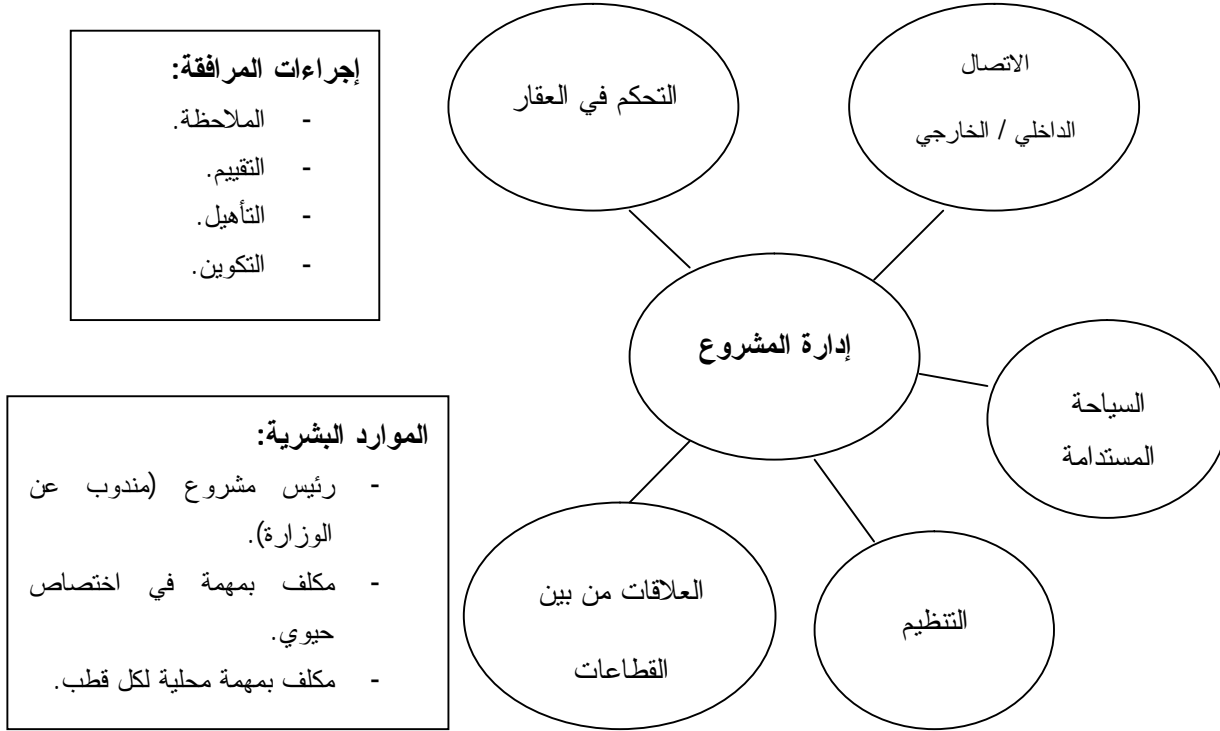 إجراءات المرافقة:
- الملاحظة.
- التقييم.
- التأهيل.
- التكوين.
التحكم في العقار
الاتصال
الداخلي / الخارجي
إدارة المشروع
السياحة
المستدامة
التنظيم
العلاقات من بين
القطاعات
الموارد البشرية:
- رئيس مشروع (مندوب عن
الوزارة).
- مكلف بمهمة في اختصاص
حيوي.
- مكلف بمهمة محلية لكل قطب.